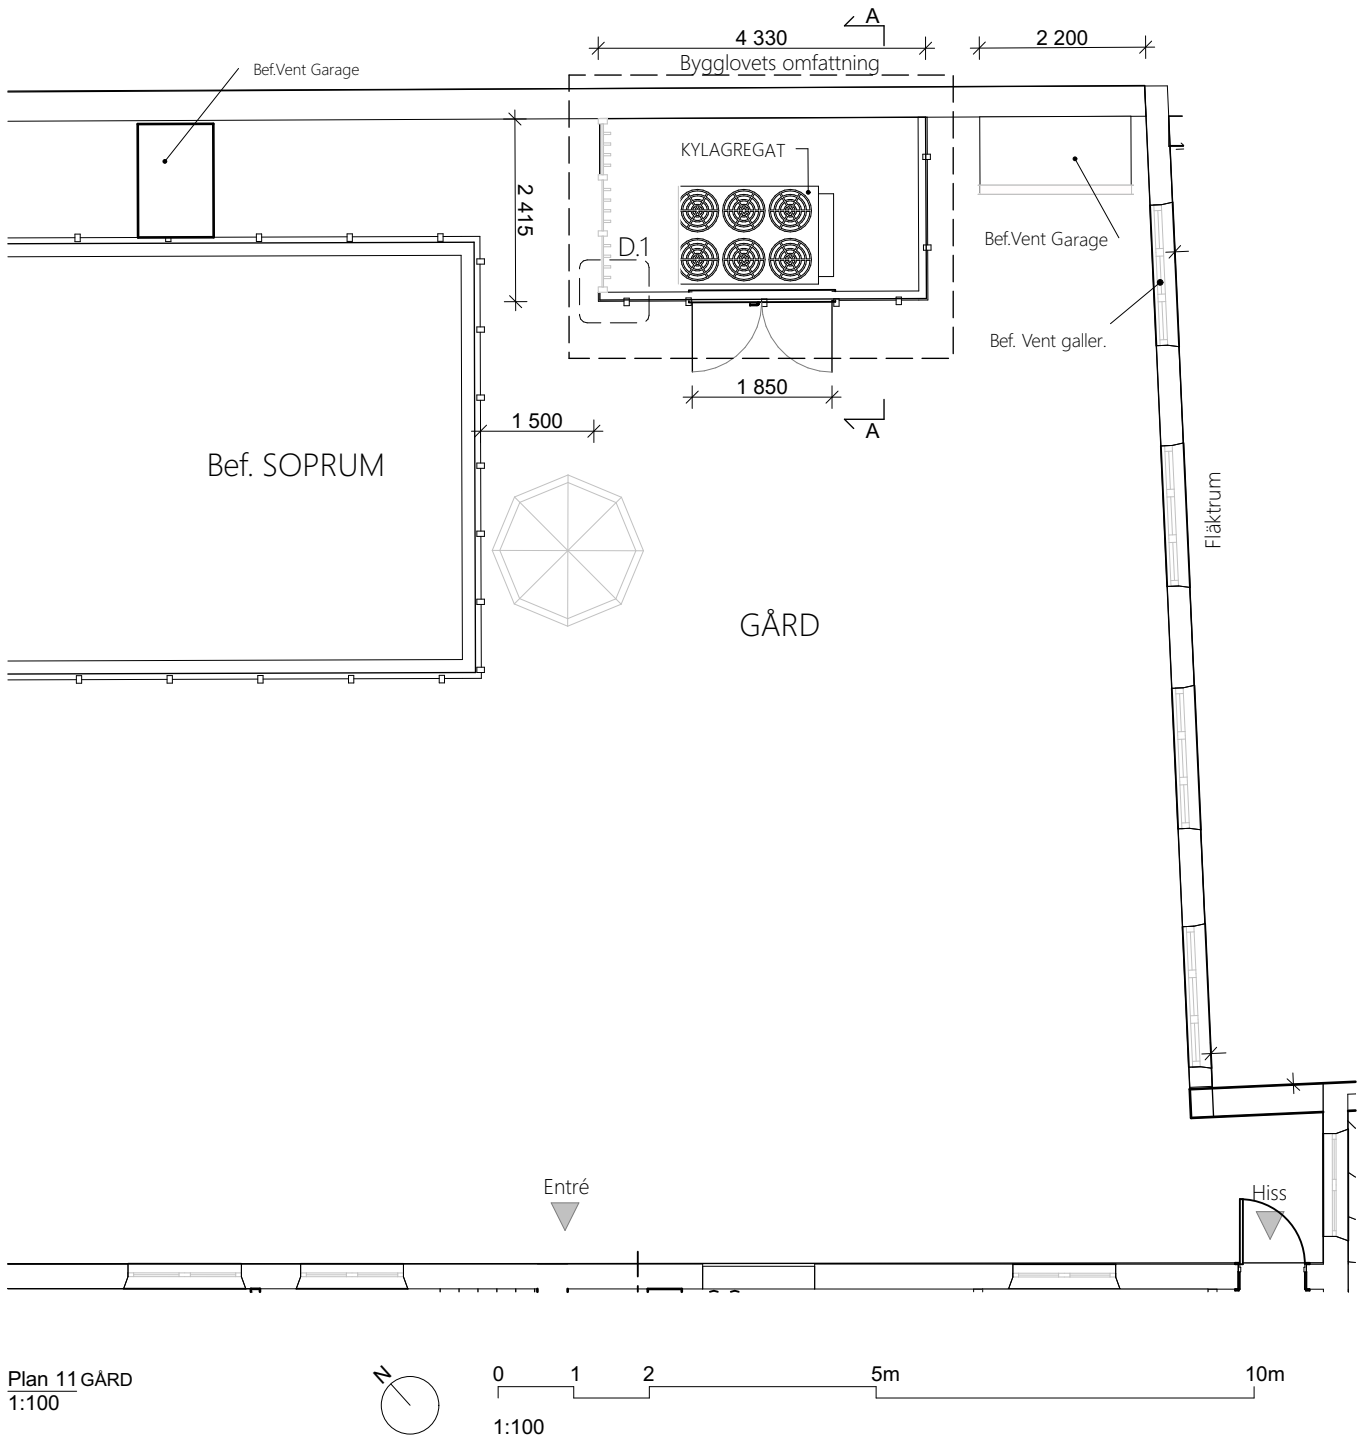 A
4 330
2 200
Bygglovets omfattning
Bef.Vent Garage
KYLAGREGAT
2 415
D.1
Bef.Vent Garage
Bef. Vent galler.
1 850
1 500
A
Bef. SOPRUM
Fläktrum
GÅRD
Entré
Hiss
Plan 11 GÅRD
1:100
N
0 1 2 5m 10m
1:100